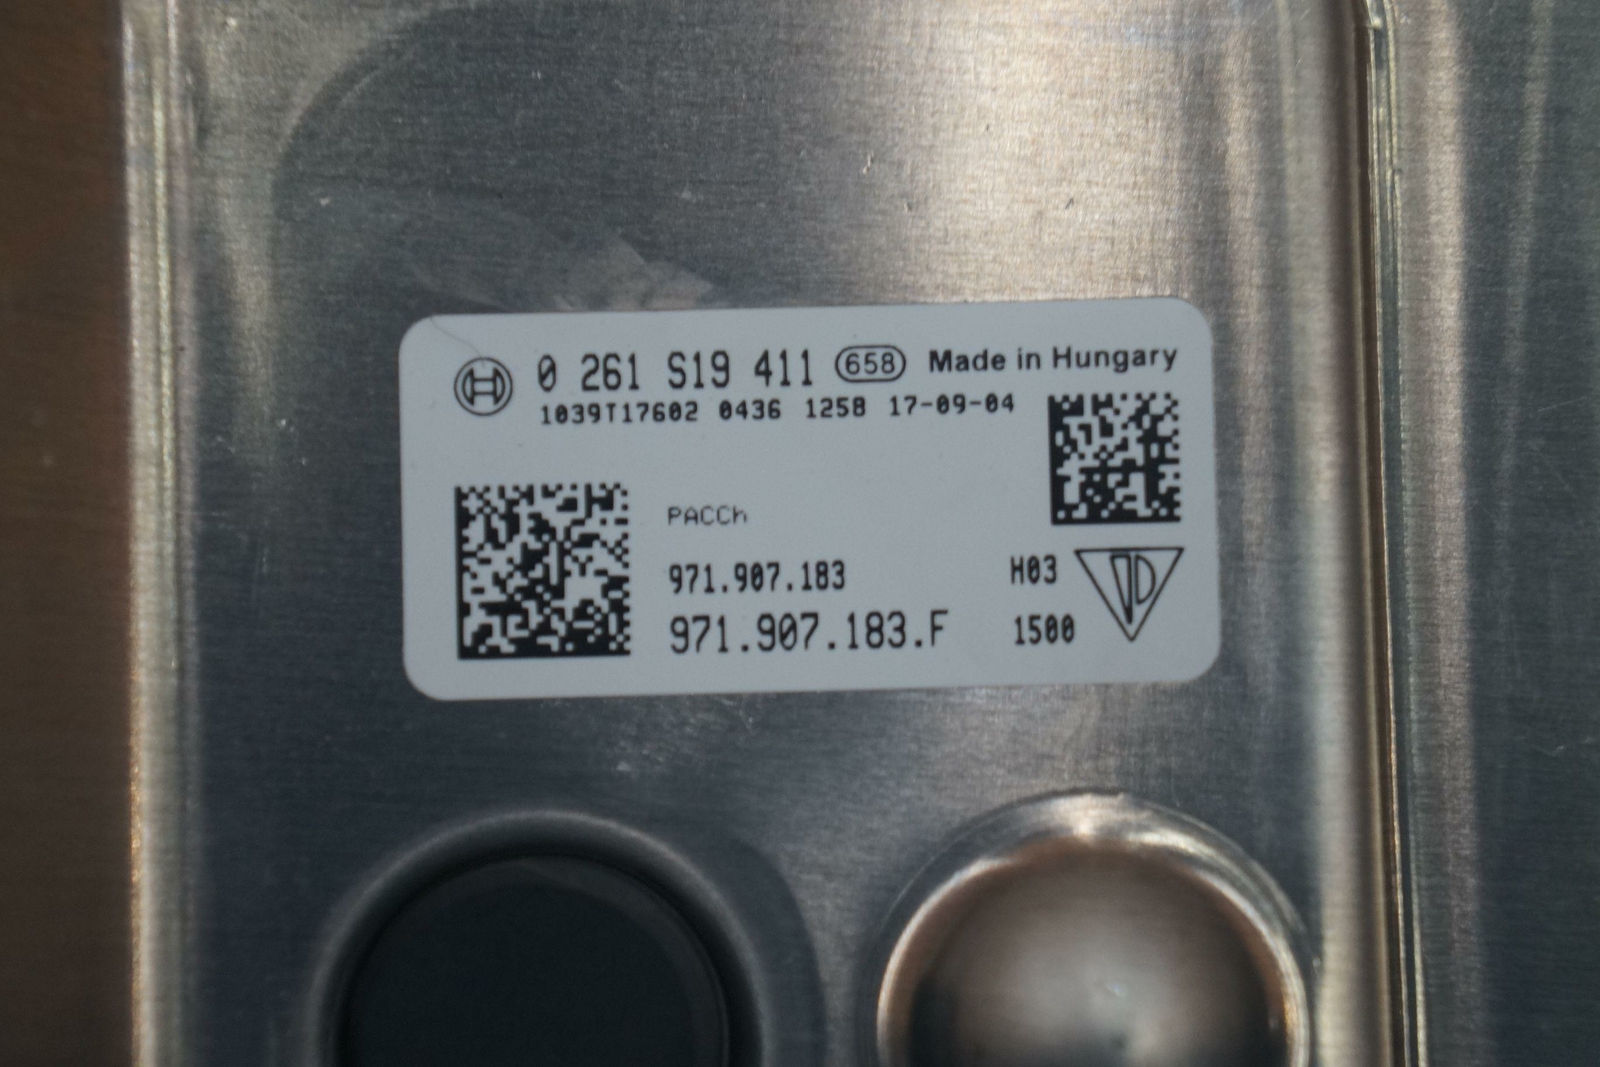 0 261 S19 411 658 Made in Hungary
1039T17602 0436 1258 17-09-04
PACCh
971.907.183 H03
971.907.183.F 1500